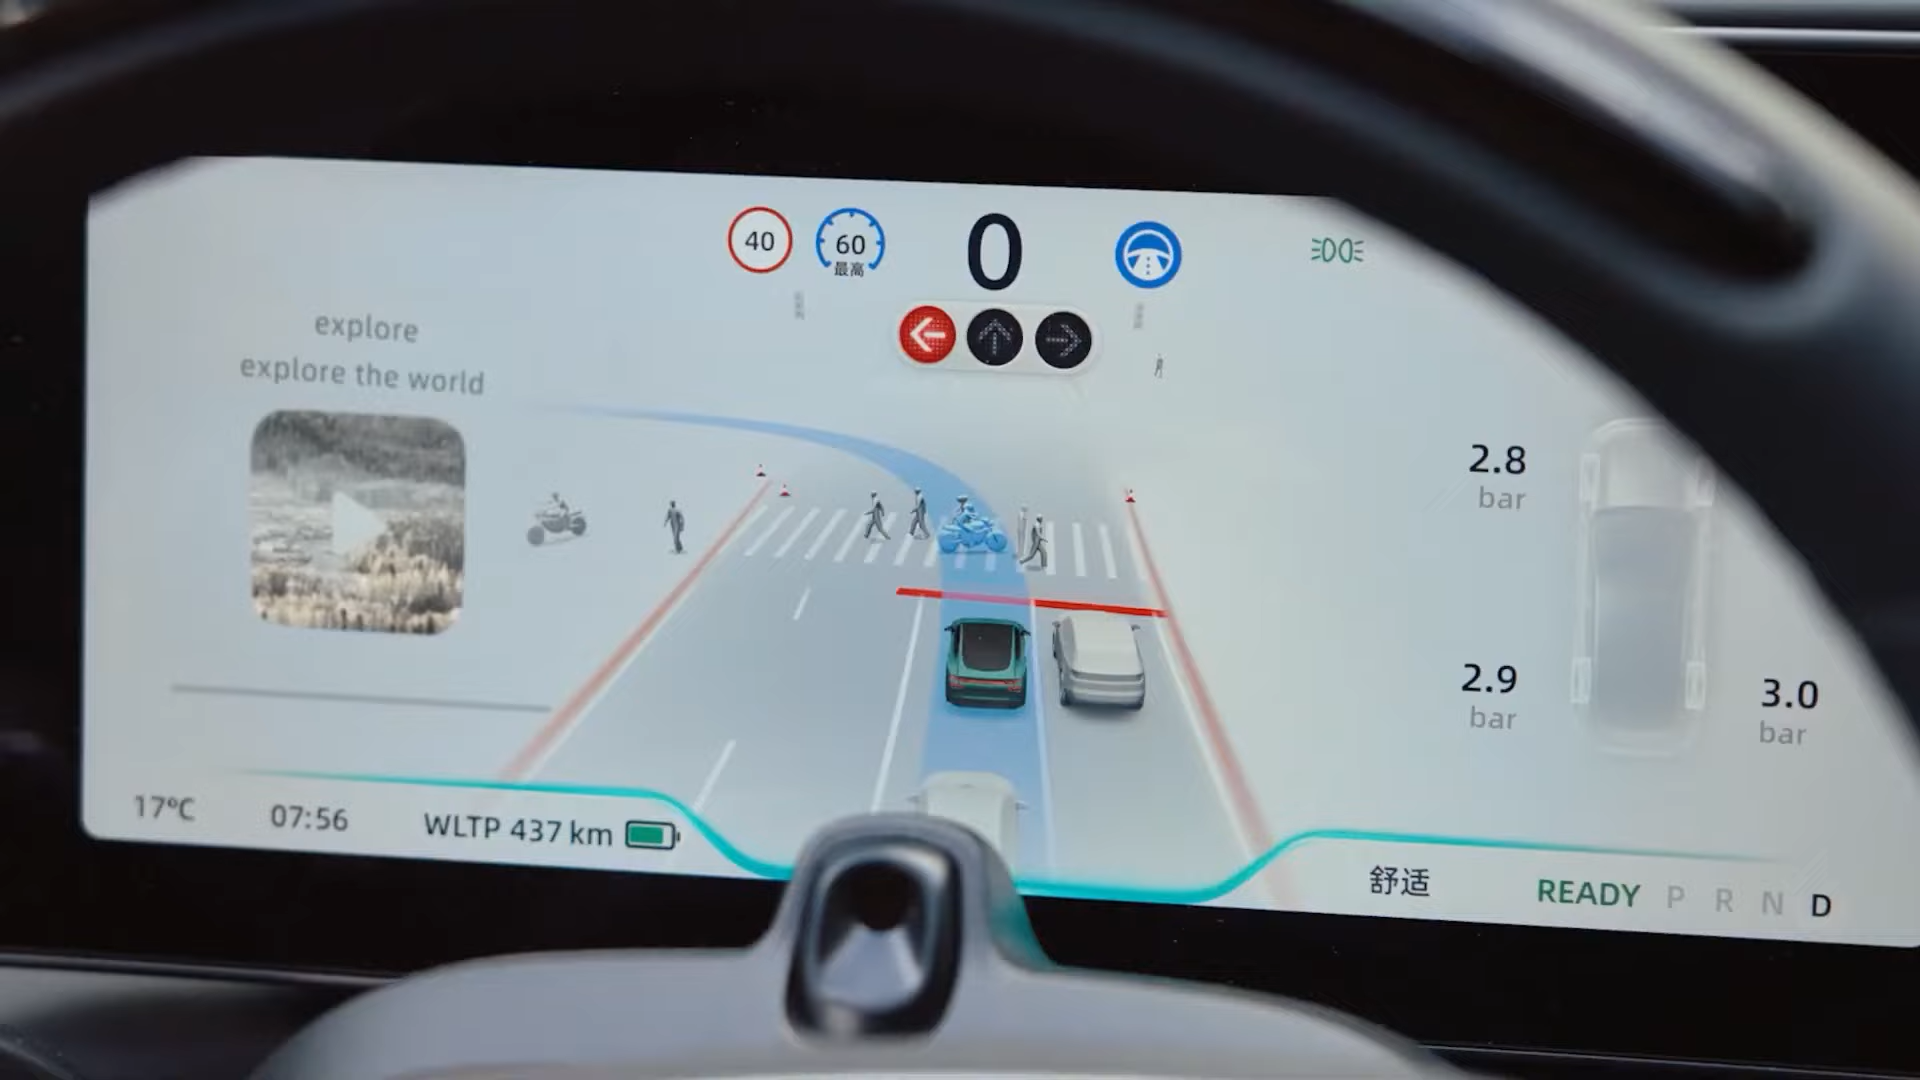 40
60
最高
0
explore
explore the world
2.8
bar
2.9
bar
3.0
bar
17°C
07:56
WLTP 437 km
舒适
READY P R N D